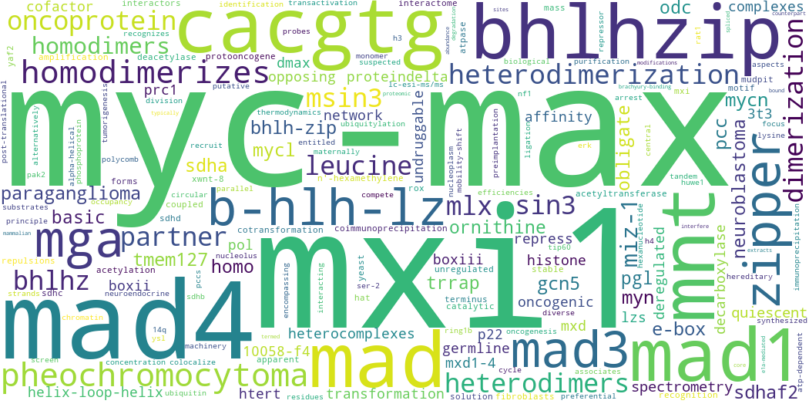 cofactor interactors identification transactivation interactome mass odc complexes
oncoprotein cacgtg bhlhzip
recognizes probes h3 repressor atpase sites counterpart
homodimers amplification deacetylase protooncogene monomer suspected biological purification modifications
yaf2 dmax opposing proteindelta mudpit aspects
homodimerizes prc1 putative lc-esi-ms/ms heterodimerization mxi motif
division msin3 thermodynamics nf1 arrest mycn 3t3 focus
myc-max
post-translational alternatively pak2 alpha-helical phosphoprotein tumorigenesis bhlh-zip network entitled ubiquitylation affinity undruggable obligate central pcc lysine
polycomb recruit mycl maternally ligation tandem huwe1 neuroblastoma zipper dimerization
forms xwnt-8 sdha leucine n'-hexamethylene erk acetyltransferase immunoprecipitation
paraganglioma circular coupled parallel compete rox efficiencies occupancy
substrates principle sdhd b-hlh-lz mlx sin3 nucleoplasm mobility-shift preimplantation
basic cotransformation coimmunoprecipitation ornithine miz-1 hexanucleotide
mga partner pol boxiii tip60 h4 interfere mammalian
repulsions tmem127 nucleolus yeast unregulated repress stable mnt decarboxylase extracts
bhlhz acetylation homo pccs ser-2 histone pgl deregulated hereditary
strands sdhc boxii neuroendocrine encompassing interacting hat trrap gcn5 terminus diverse myn quiescent synthesized
mad4 mxi1 catalytic oncogenic lzs
chromatin 14q sdhb machinery heterocomplexes mxd e-box
screen ring1b oncogenesis p22 mad3 mad1
concentration colocalize 10058-f4 mad germline mxd1-4 atp-dependent
pheochromocytoma apparent cycle associates heterodimers spectrometry sdhaf2
helix-loop-helix ubiquitin htert residues transformation solution fibroblasts preferential recognition